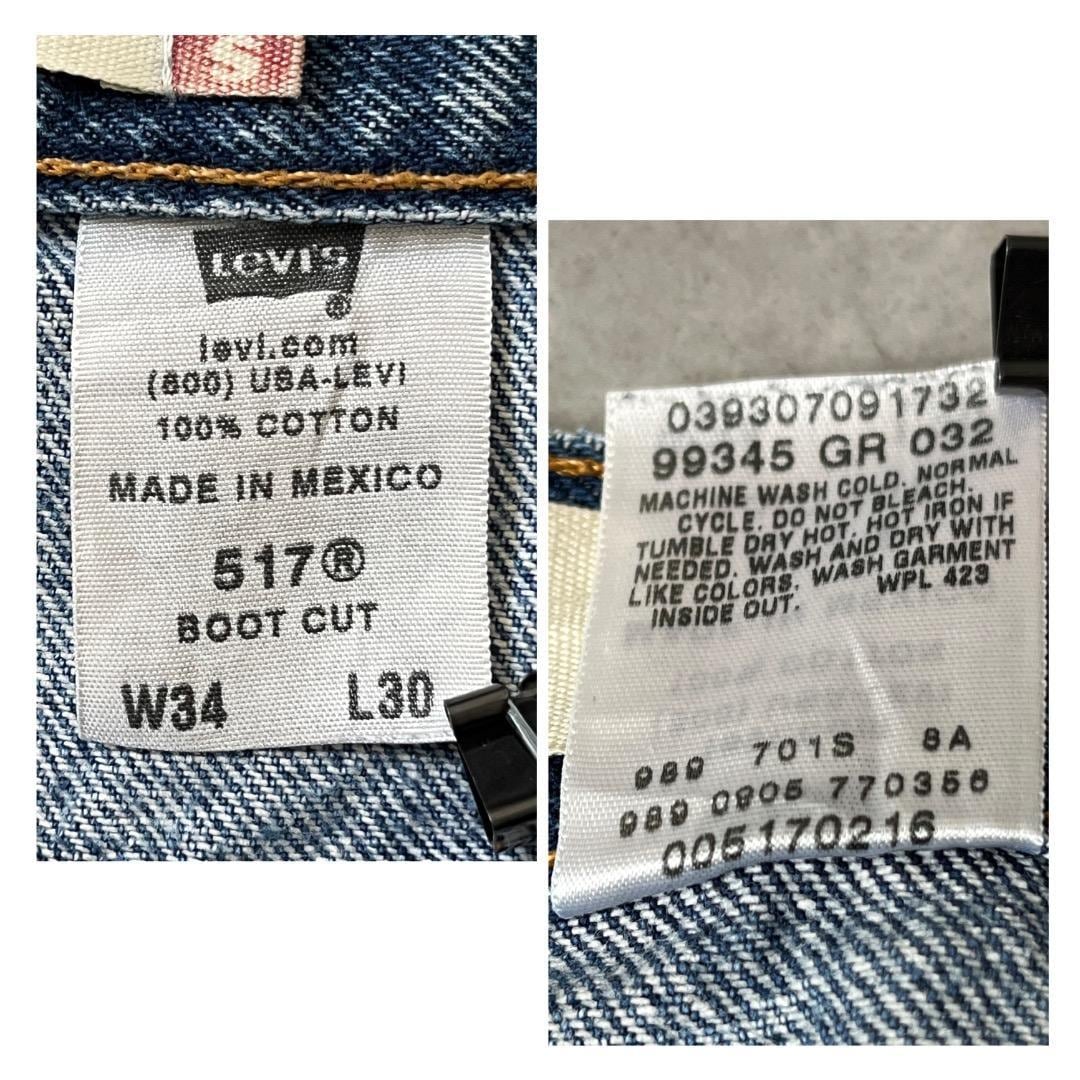 S
LEVI'S
®
levi.com
(800) USA-LEVI
100% COTTON
MADE IN MEXICO
517®
BOOT CUT
W34 L30
039307091732
99345 GR 032
MACHINE WASH COLD. NORMAL
CYCLE. DO NOT BLEACH.
TUMBLE DRY HOT. HOT IRON IF
NEEDED. WASH AND DRY WITH
LIKE COLORS. WASH GARMENT
INSIDE OUT. WPL 423
989 701S 8A
989 0905 770356
005170216